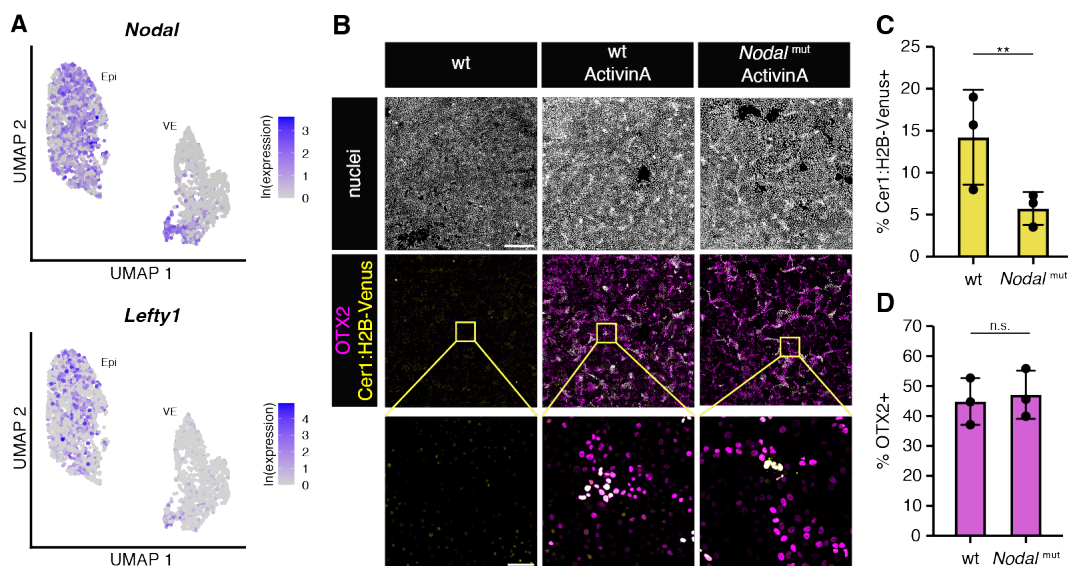 A
Nodal
Epi
VE
UMAP 2
UMAP 1
ln(expression)
3
2
1
0
Lefty1
Epi
VE
UMAP 2
UMAP 1
ln(expression)
4
3
2
1
0
B
wt
wt
ActivinA
Nodal mut
ActivinA
nuclei
OTX2
Cer1:H2B-Venus
C
25
20
15
10
5
0
% Cer1:H2B-Venus+
**
wt
Nodal mut
D
70
60
50
40
30
20
10
0
% OTX2+
n.s.
wt
Nodal mut